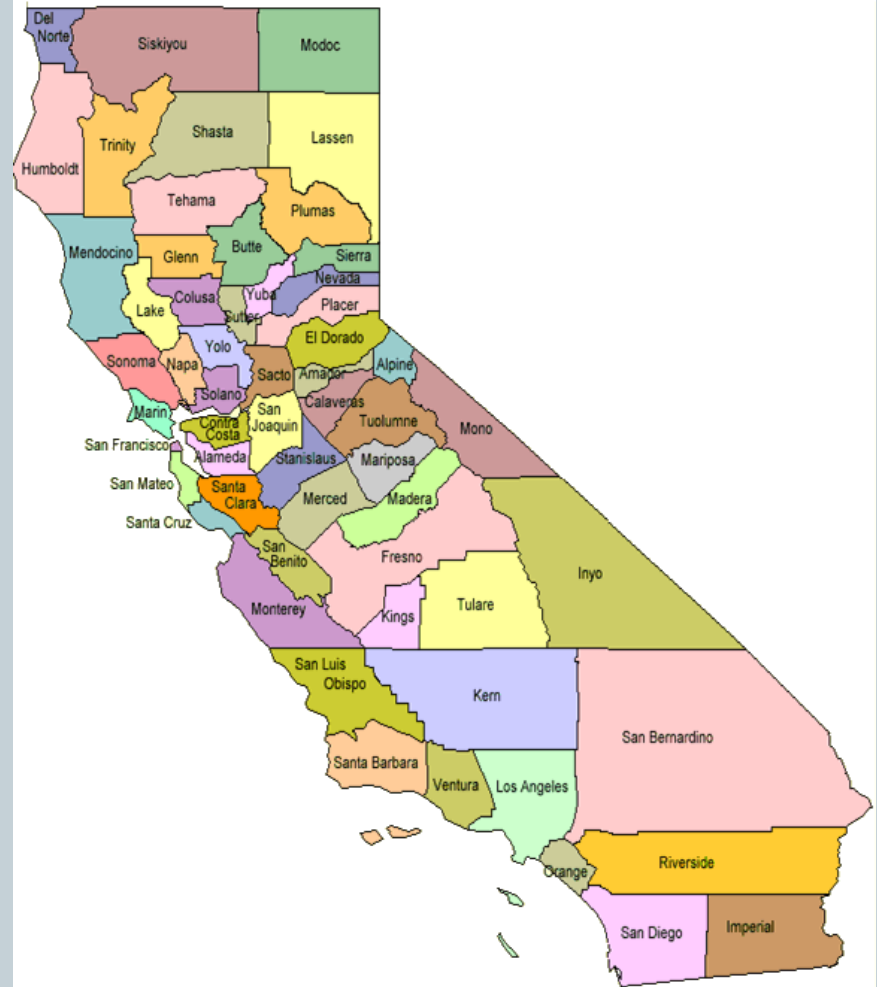 Del
Norte
Siskiyou
Modoc
Shasta
Lassen
Trinity
Humboldt
Tehama
Plumas
Mendocino
Butte
Glenn
Sierra
Nevada
Colusa
Yuba
Placer
Lake
Sutter
El Dorado
Yolo
Sonoma
Napa
Sacto
Amador
Alpine
Solano
Calaveras
Marin
San
Joaquin
Contra
Costa
Tuolumne
Mono
San Francisco
Alameda
Stanislaus
Mariposa
San Mateo
Santa
Clara
Merced
Madera
Santa Cruz
San
Benito
Fresno
Inyo
Monterey
Kings
Tulare
San Luis
Obispo
Kern
San Bernardino
Santa Barbara
Ventura
Los Angeles
Orange
Riverside
San Diego
Imperial